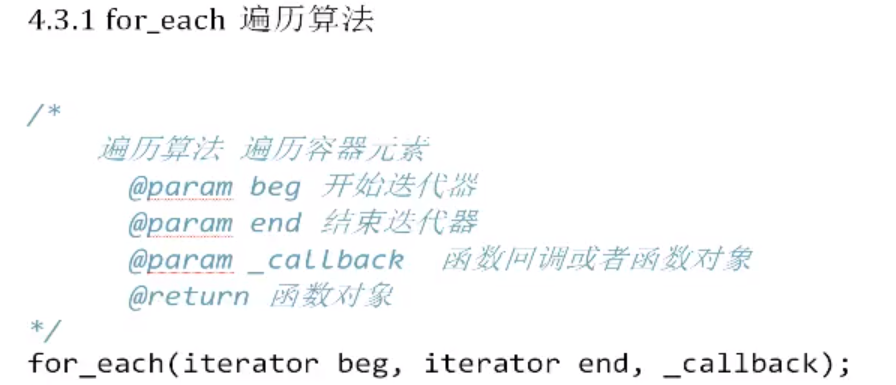 4.3.1 for_each 遍历算法
/*
遍历算法 遍历容器元素
@param beg 开始迭代器
@param end 结束迭代器
@param _callback 函数回调或者函数对象
@return 函数对象
*/
for_each(iterator beg, iterator end, _callback);